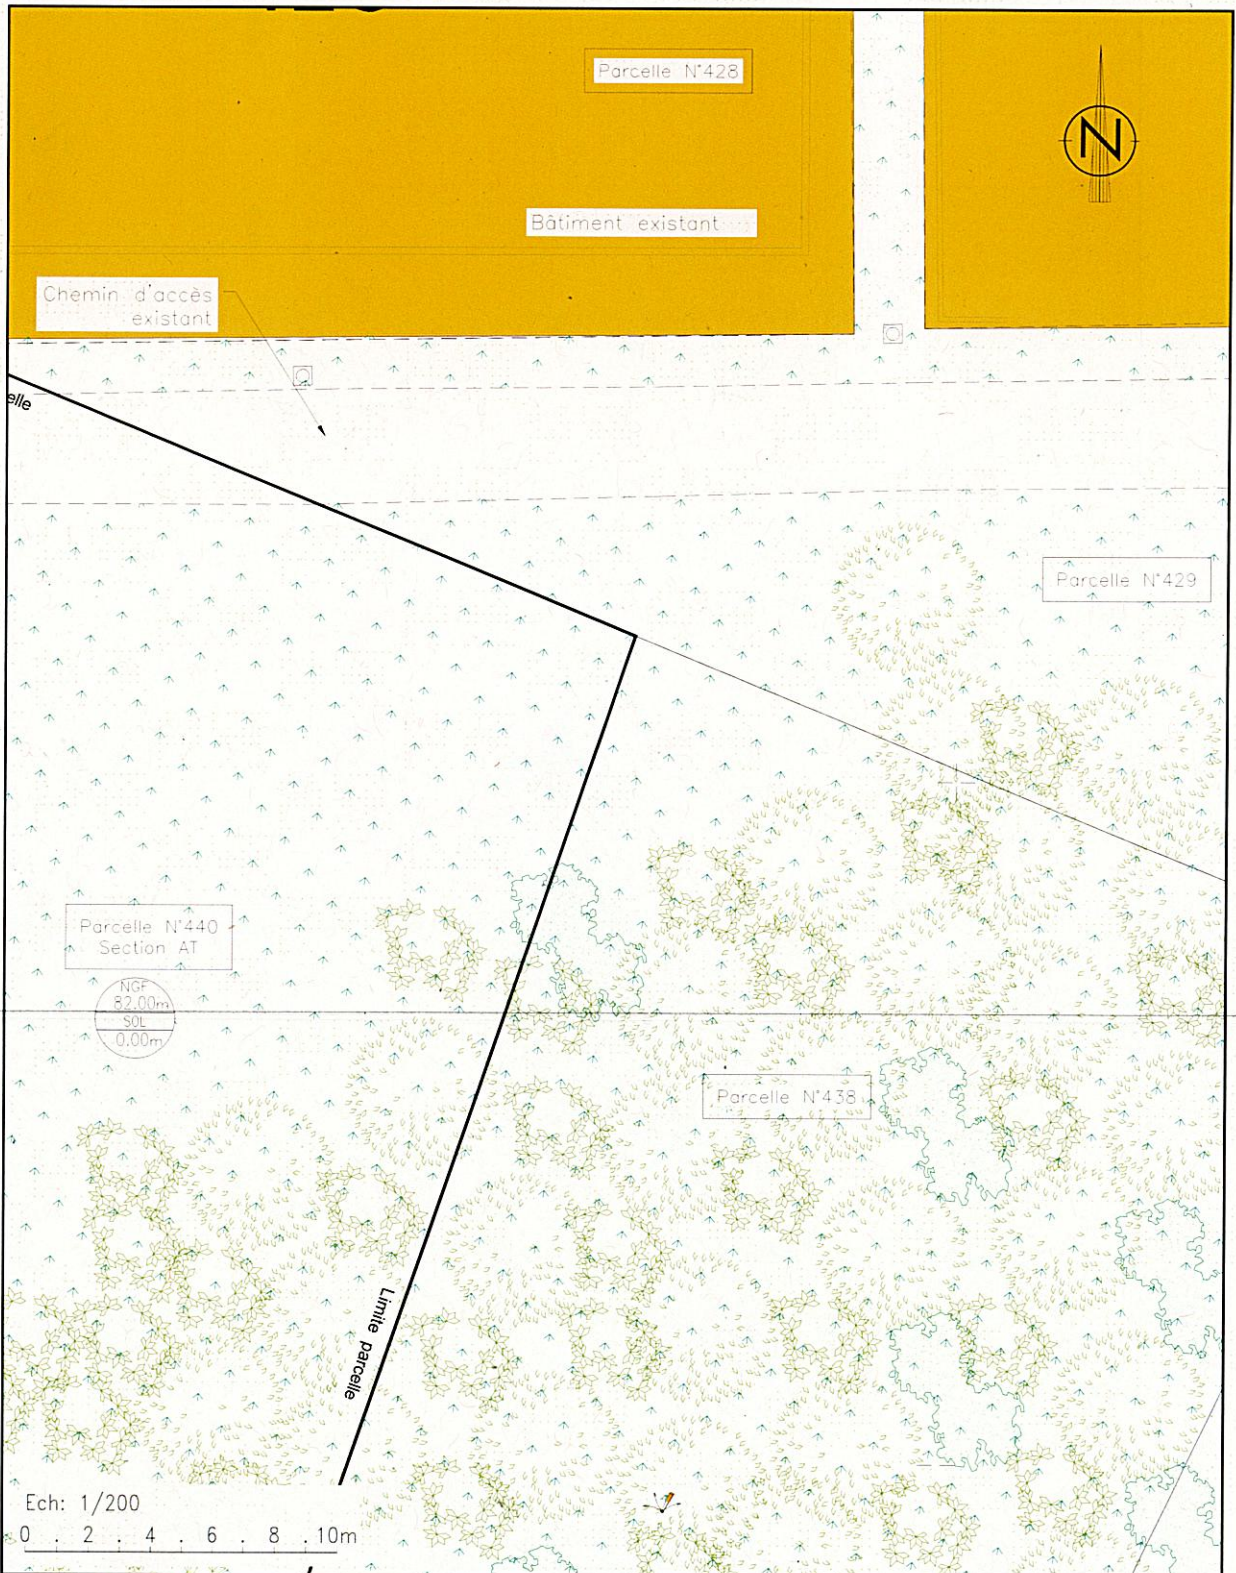 Parcelle N°428
N
Bâtiment existant
Chemin d'accès
existant
elle
Parcelle N°429
Parcelle N°440
Section AT
NGF
82.00m
SOL
0.00m
Parcelle N°438
Limite parcelle
Ech: 1/200
0 . 2 . 4 . 6 . 8 . 10m